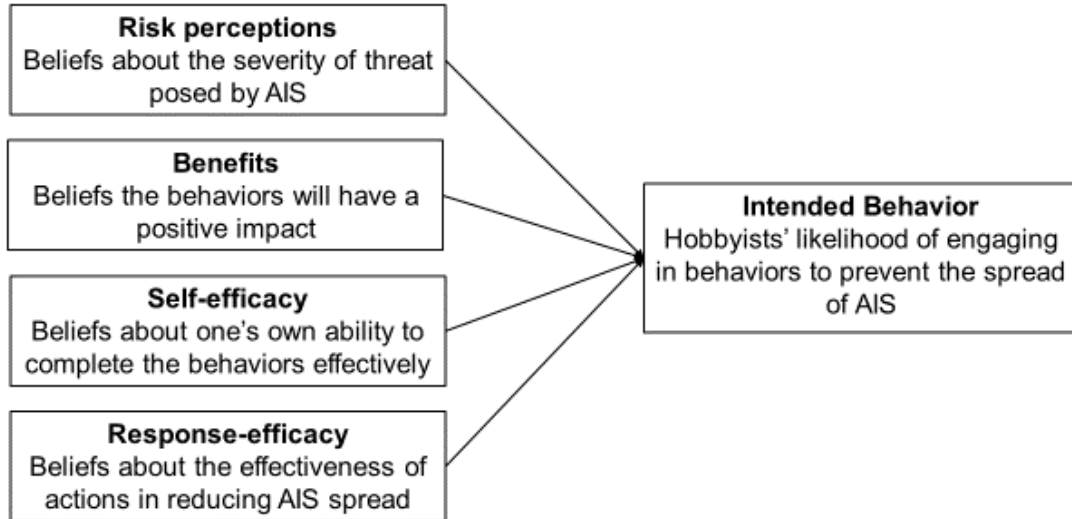 Risk perceptions
Beliefs about the severity of threat
posed by AIS
Benefits
Beliefs the behaviors will have a
positive impact
Self-efficacy
Beliefs about one's own ability to
complete the behaviors effectively
Response-efficacy
Beliefs about the effectiveness of
actions in reducing AIS spread
Intended Behavior
Hobbyists' likelihood of engaging
in behaviors to prevent the spread
of AIS